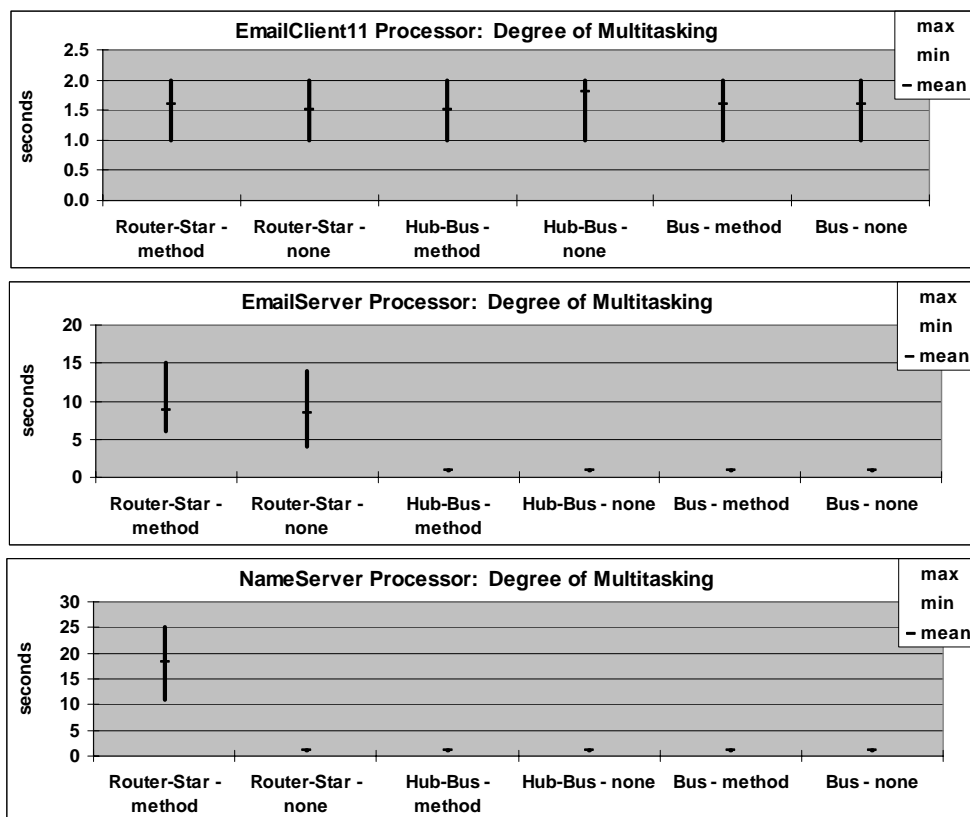 EmailClient11 Processor: Degree of Multitasking
max
min
mean
seconds
2.5
2.0
1.5
1.0
0.5
0.0
Router-Star - method
Router-Star - none
Hub-Bus - method
Hub-Bus - none
Bus - method
Bus - none
EmailServer Processor: Degree of Multitasking
max
min
mean
seconds
20
15
10
5
0
Router-Star - method
Router-Star - none
Hub-Bus - method
Hub-Bus - none
Bus - method
Bus - none
NameServer Processor: Degree of Multitasking
max
min
mean
seconds
30
25
20
15
10
5
0
Router-Star - method
Router-Star - none
Hub-Bus - method
Hub-Bus - none
Bus - method
Bus - none